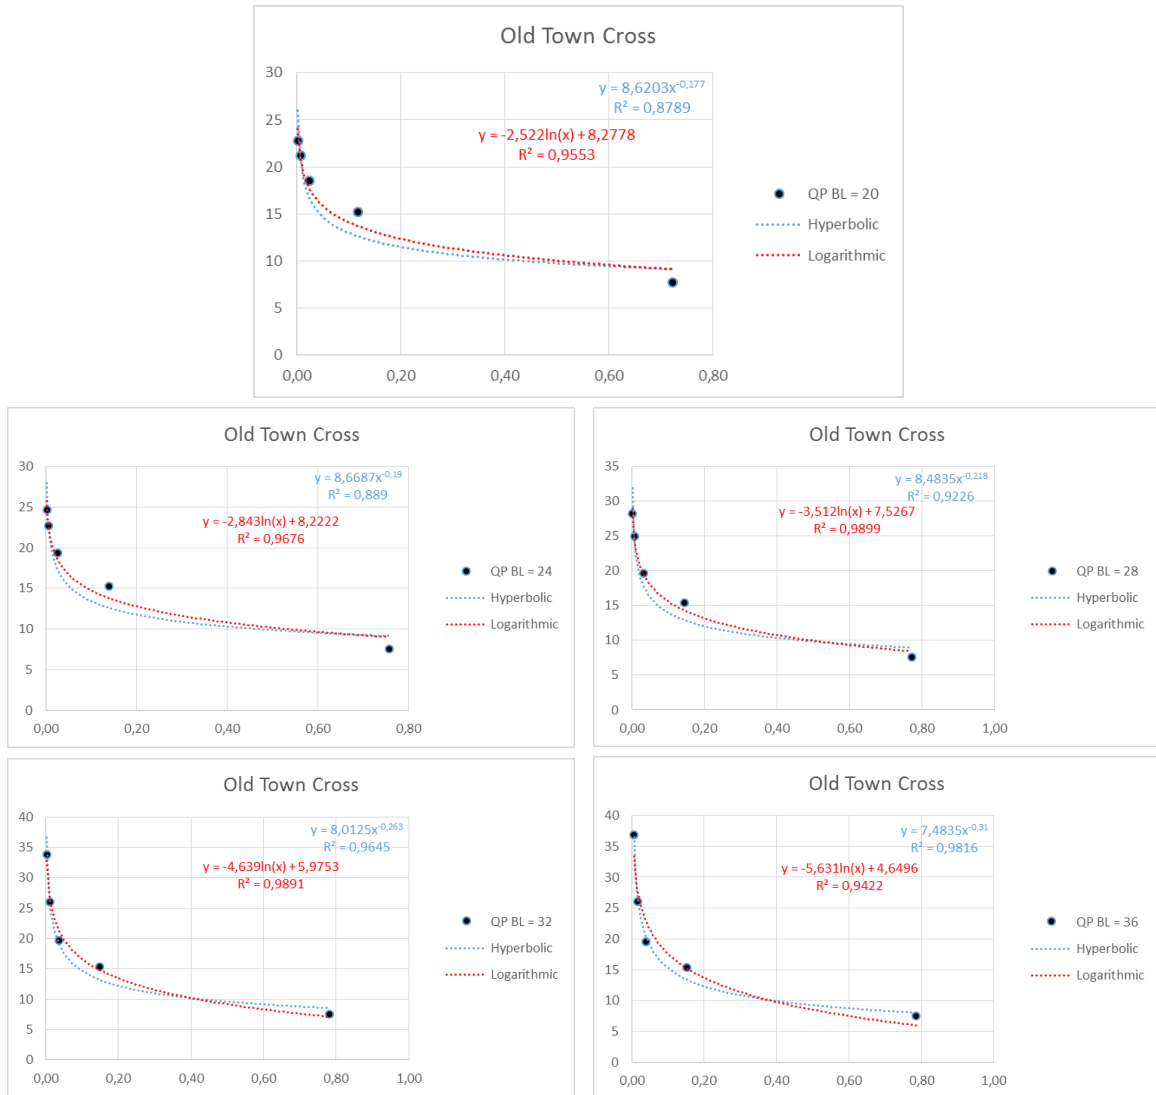 Old Town Cross
30
25
20
15
10
5
0
0,00 0,20 0,40 0,60 0,80
y = 8,6203x^-0,177
R² = 0,8789
y = -2,522ln(x) + 8,2778
R² = 0,9553
QP BL = 20
Hyperbolic
Logarithmic
Old Town Cross
30
25
20
15
10
5
0
0,00 0,20 0,40 0,60 0,80
y = 8,6687x^-0,19
R² = 0,889
y = -2,843ln(x) + 8,2222
R² = 0,9676
QP BL = 24
Hyperbolic
Logarithmic
Old Town Cross
35
30
25
20
15
10
5
0
0,00 0,20 0,40 0,60 0,80 1,00
y = 8,4835x^-0,218
R² = 0,9226
y = -3,512ln(x) + 7,5267
R² = 0,9899
QP BL = 28
Hyperbolic
Logarithmic
Old Town Cross
40
35
30
25
20
15
10
5
0
0,00 0,20 0,40 0,60 0,80 1,00
y = 8,0125x^-0,263
R² = 0,9645
y = -4,639ln(x) + 5,9753
R² = 0,9891
QP BL = 32
Hyperbolic
Logarithmic
Old Town Cross
40
35
30
25
20
15
10
5
0
0,00 0,20 0,40 0,60 0,80 1,00
y = 7,4835x^-0,31
R² = 0,9816
y = -5,631ln(x) + 4,6496
R² = 0,9422
QP BL = 36
Hyperbolic
Logarithmic